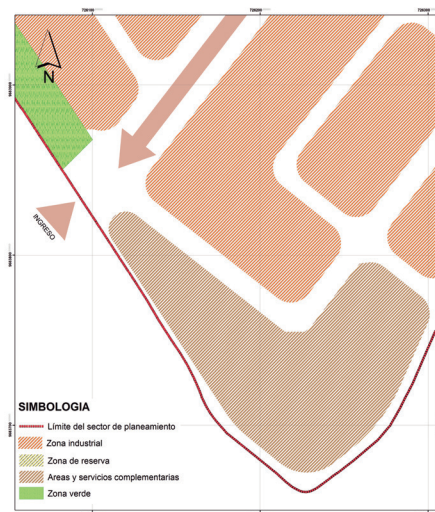 N
INGRESO
SIMBOLOGIA
Límite del sector de planeamiento
Zona industrial
Zona de reserva
Areas y servicios complementarias
Zona verde